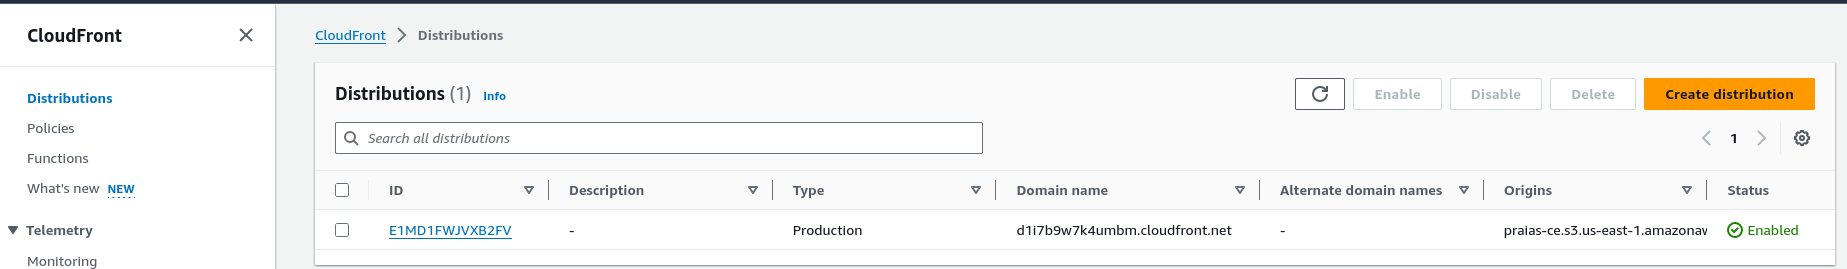 CloudFront
Distributions
Policies
Functions
What's new NEW
Telemetry
Monitoring
CloudFront Distributions
Distributions (1) Info
Enable Disable Delete Create distribution
Search all distributions
1
ID Description Type Domain name Alternate domain names Origins Status
E1MD1FWJVXB2FV - Production d1i7b9w7k4umbm.cloudfront.net - praias-ce.s3.us-east-1.amazonav Enabled